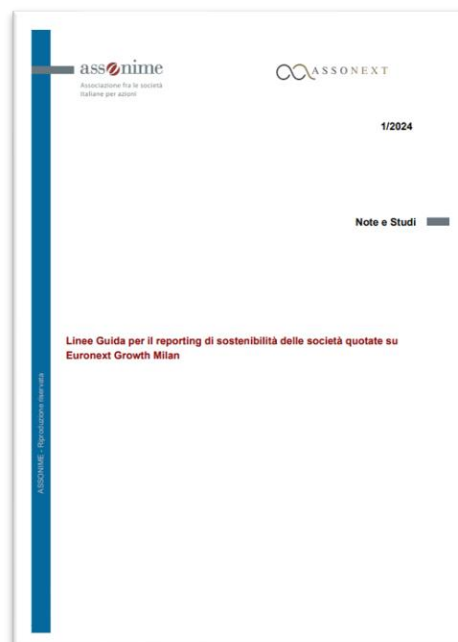 assonime
Associazione fra le società
italiane per azioni
ASSONEXT
1/2024
Note e Studi
Linee Guida per il reporting di sostenibilità delle società quotate su
Euronext Growth Milan
ASSONIME - Riproduzione riservata